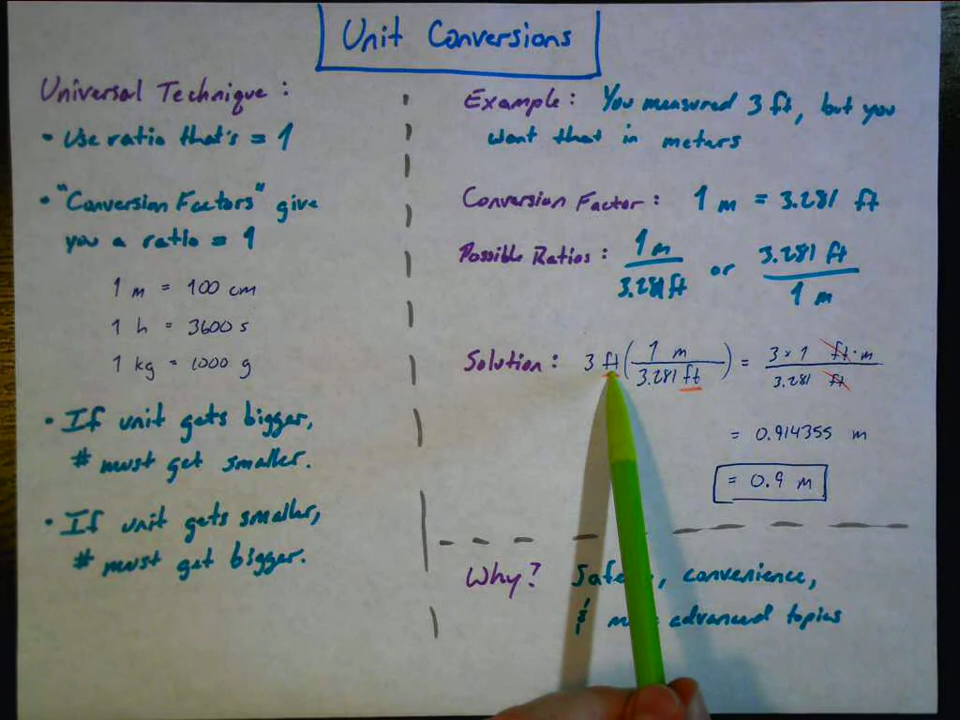 Unit Conversions
Universal Technique:
• Use ratio that's = 1
• "Conversion Factors" give
you a ratio = 1
1 m = 100 cm
1 h = 3600 s
1 kg = 1000 g
• If unit gets bigger,
# must get smaller.
• If unit gets smaller,
# must get bigger.
Example: You measured 3 ft, but you
want that in meters
Conversion Factor: 1 m = 3.281 ft
Possible Ratios: 1 m / 3.281 ft or 3.281 ft / 1 m
Solution: 3 ft ( 1 m / 3.281 ft ) = 3 × 1 ft·m / 3.281 ft
= 0.914355 m
= 0.9 m
Why? convenience,
& advanced topics